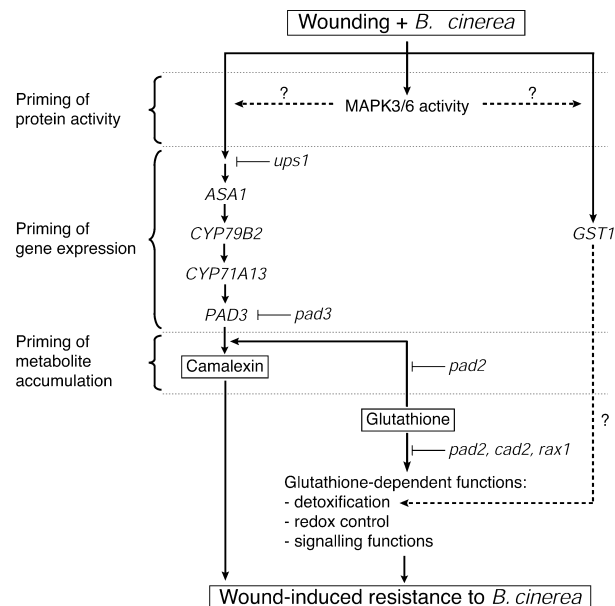 Wounding + B. cinerea
Priming of
protein activity
?
MAPK3/6 activity
?
ups1
ASA1
Priming of
gene expression
CYP79B2
GST1
CYP71A13
PAD3
pad3
Priming of
metabolite
accumulation
Camalexin
pad2
Glutathione
?
pad2, cad2, rax1
Glutathione-dependent functions:
- detoxification
- redox control
- signalling functions
Wound-induced resistance to B. cinerea